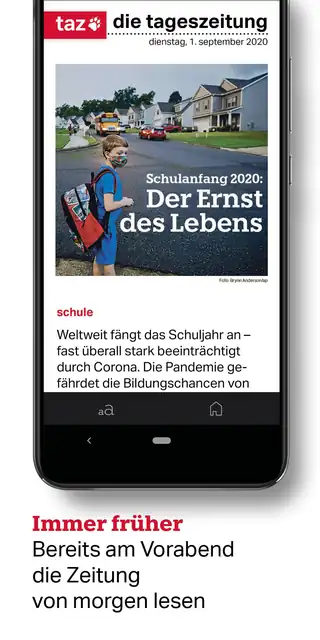 taz die tageszeitung
dienstag, 1. september 2020
Schulanfang 2020:
Der Ernst
des Lebens
Foto: Brynn Anderson/ap
schule
Weltweit fängt das Schuljahr an –
fast überall stark beeinträchtigt
durch Corona. Die Pandemie ge-
fährdet die Bildungschancen von
aA
Immer früher
Bereits am Vorabend
die Zeitung
von morgen lesen